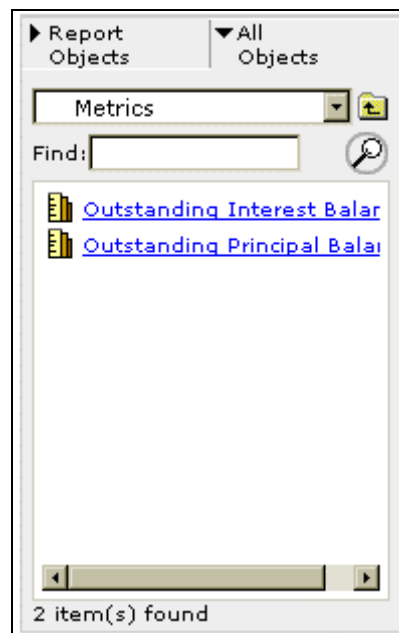 Report Objects
All Objects
Metrics
Find:
Outstanding Interest Balar
Outstanding Principal Balar
2 item(s) found